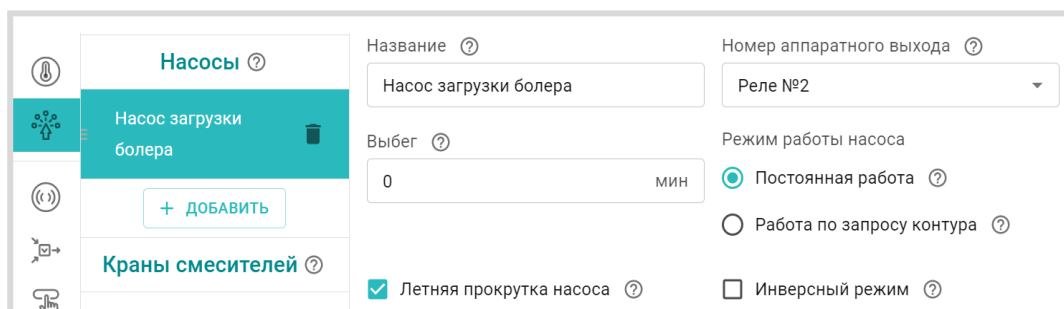 Насосы
Насос загрузки
болера
+ ДОБАВИТЬ
Краны смесителей
Название
Насос загрузки болера
Выбег
0 мин
Летняя прокрутка насоса
Номер аппаратного выхода
Реле №2
Режим работы насоса
Постоянная работа
Работа по запросу контура
Инверсный режим